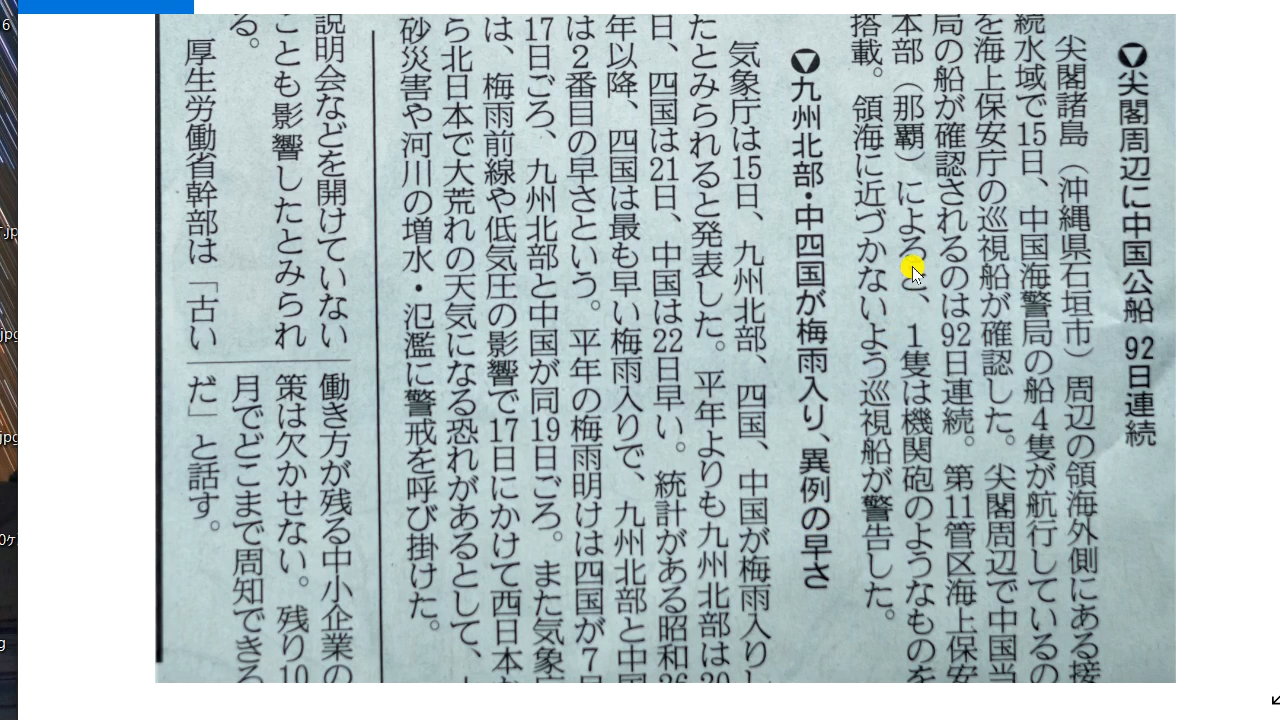 ▼尖閣周辺に中国公船 92日連続
尖閣諸島（沖縄県石垣市）周辺の領海外側にある接
続水域で15日、中国海警局の船４隻が航行しているの
を海上保安庁の巡視船が確認した。尖閣周辺で中国当
局の船が確認されるのは92日連続。第11管区海上保安
本部（那覇）によると、１隻は機関砲のようなものを
搭載。領海に近づかないよう巡視船が警告した。
▼九州北部・中四国が梅雨入り、異例の早さ
気象庁は15日、九州北部、四国、中国が梅雨入りし
たとみられると発表した。平年よりも九州北部は20
日、四国は21日、中国は22日早い。統計がある昭和26
年以降、四国は最も早い梅雨入りで、九州北部と中国
は２番目の早さという。平年の梅雨明けは四国が７月
17日ごろ、九州北部と中国が同19日ごろ。また気象庁
は、梅雨前線や低気圧の影響で17日にかけて西日本か
ら北日本で大荒れの天気になる恐れがあるとして、
砂災害や河川の増水・氾濫に警戒を呼び掛けた。
説明会などを開けていない
ことも影響したとみられ
る。
厚生労働省幹部は「古い
働き方が残る中小企業の
策は欠かせない。残り10
月でどこまで周知できる
だ」と話す。
6
.jp
.jpg
.jpg
0ケ
g